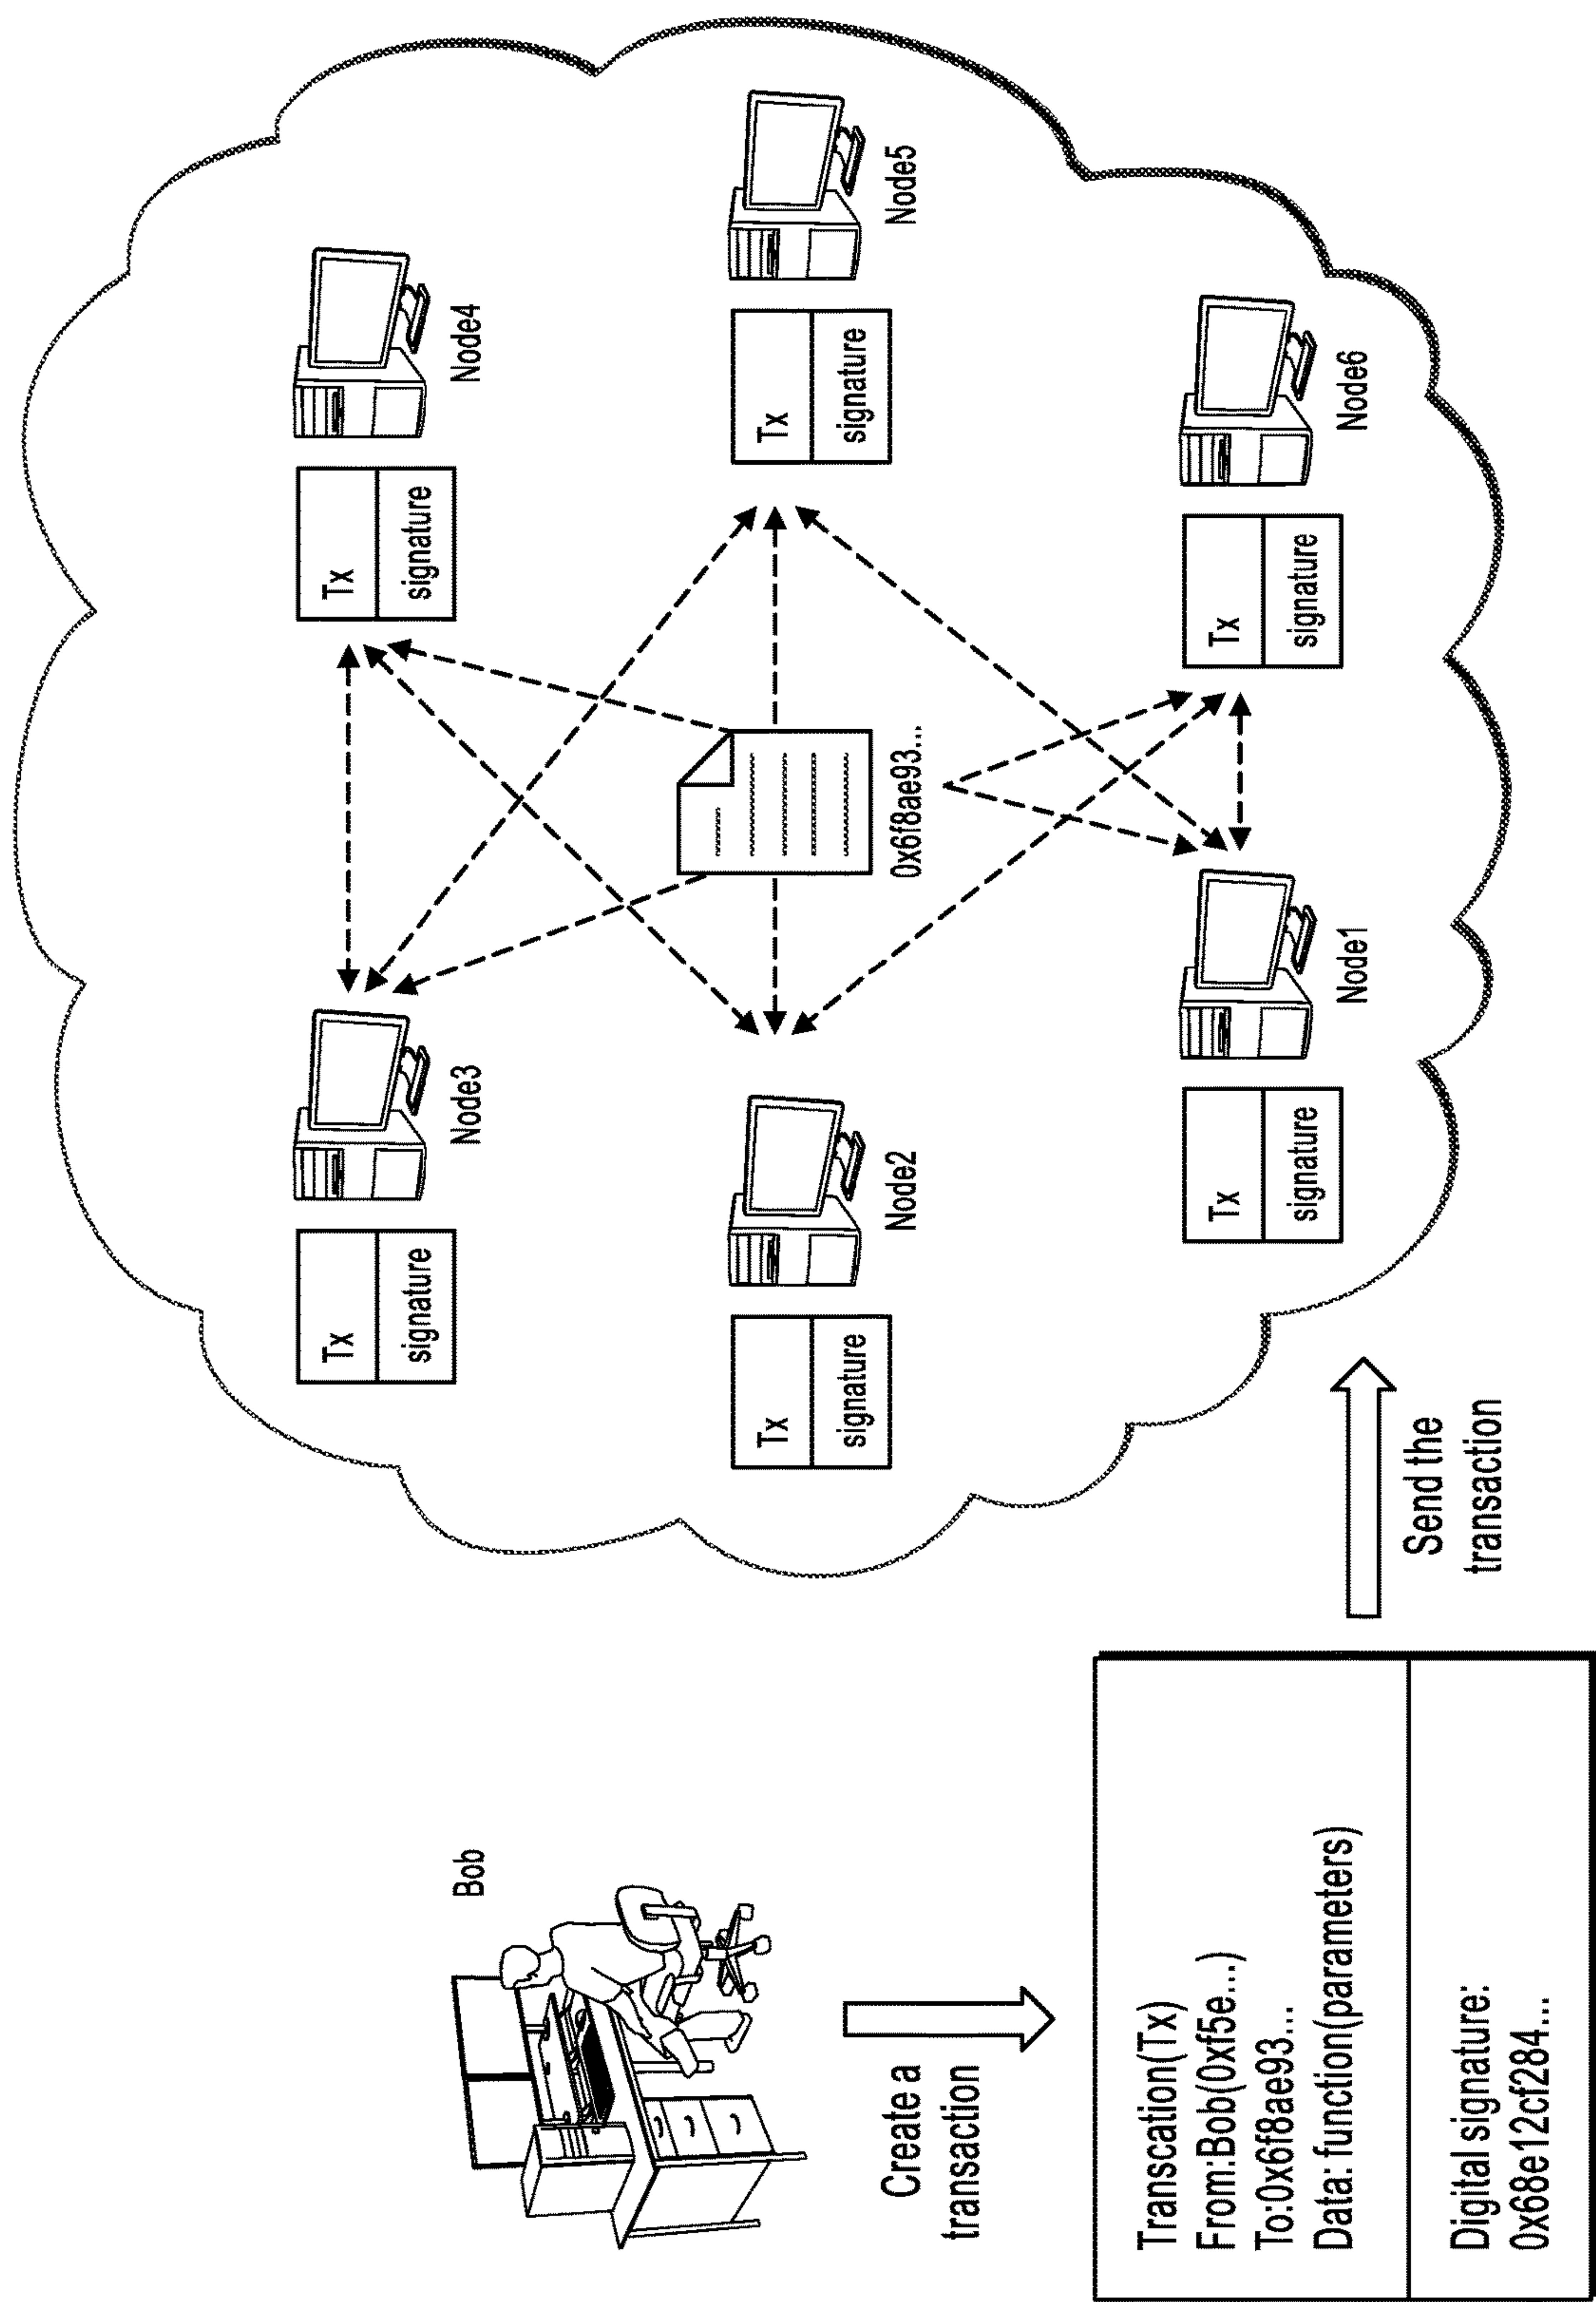 Bob
Create a
transaction
Transcation(Tx)
From:Bob(0xf5e...)
To:0x6f8ae93...
Data: function(parameters)
Digital signature:
0x68e12cf284...
Send the
transaction
Tx
signature
Node3
Tx
signature
Node4
Tx
signature
Node2
0x6f8ae93...
Tx
signature
Node5
Tx
signature
Node1
Tx
signature
Node6